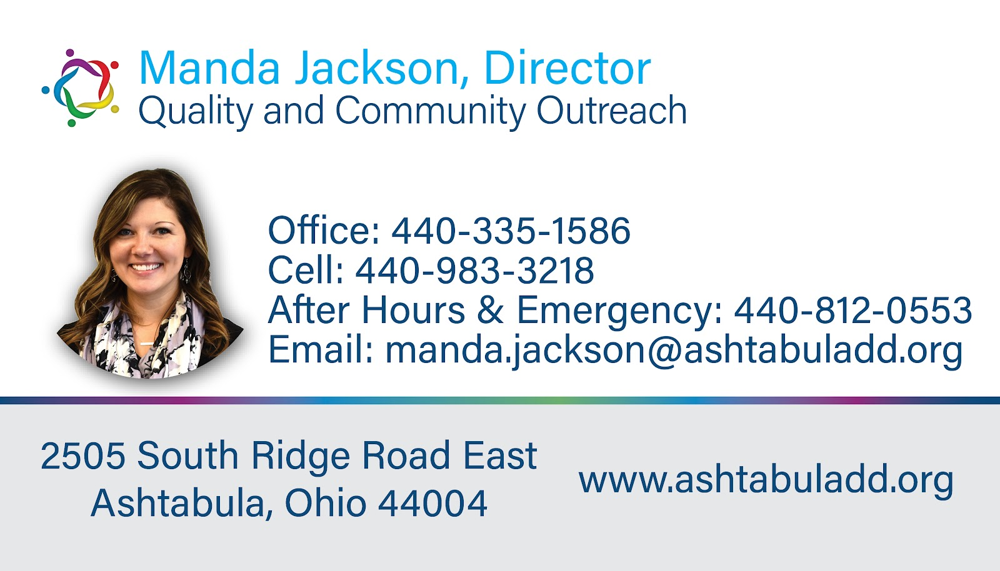 Manda Jackson, Director
Quality and Community Outreach
Office: 440-335-1586
Cell: 440-983-3218
After Hours & Emergency: 440-812-0553
Email: manda.jackson@ashtabuladd.org
2505 South Ridge Road East
Ashtabula, Ohio 44004
www.ashtabuladd.org